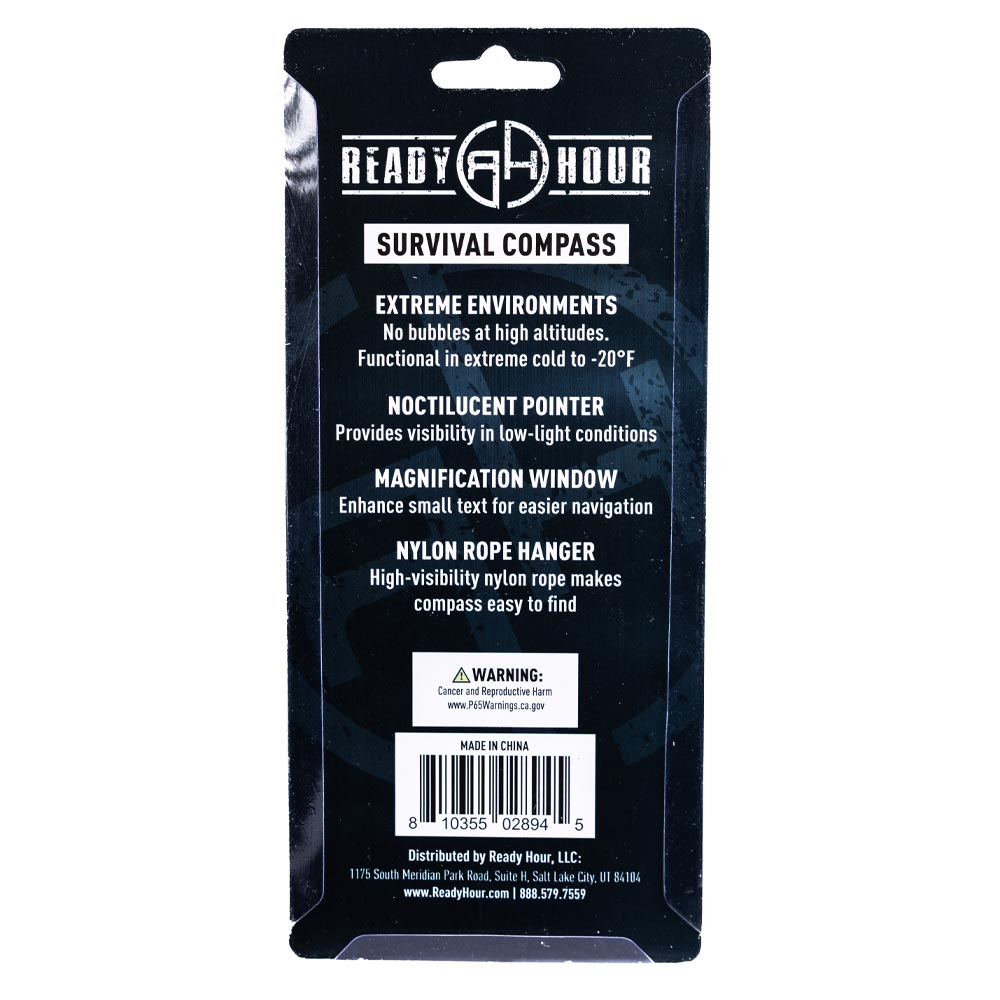 READY RH HOUR
SURVIVAL COMPASS
EXTREME ENVIRONMENTS
No bubbles at high altitudes.
Functional in extreme cold to -20°F
NOCTILUCENT POINTER
Provides visibility in low-light conditions
MAGNIFICATION WINDOW
Enhance small text for easier navigation
NYLON ROPE HANGER
High-visibility nylon rope makes
compass easy to find
WARNING:
Cancer and Reproductive Harm
www.P65Warnings.ca.gov
MADE IN CHINA
8 10355 02894 5
Distributed by Ready Hour, LLC:
1175 South Meridian Park Road, Suite H, Salt Lake City, UT 84104
www.ReadyHour.com | 888.579.7559